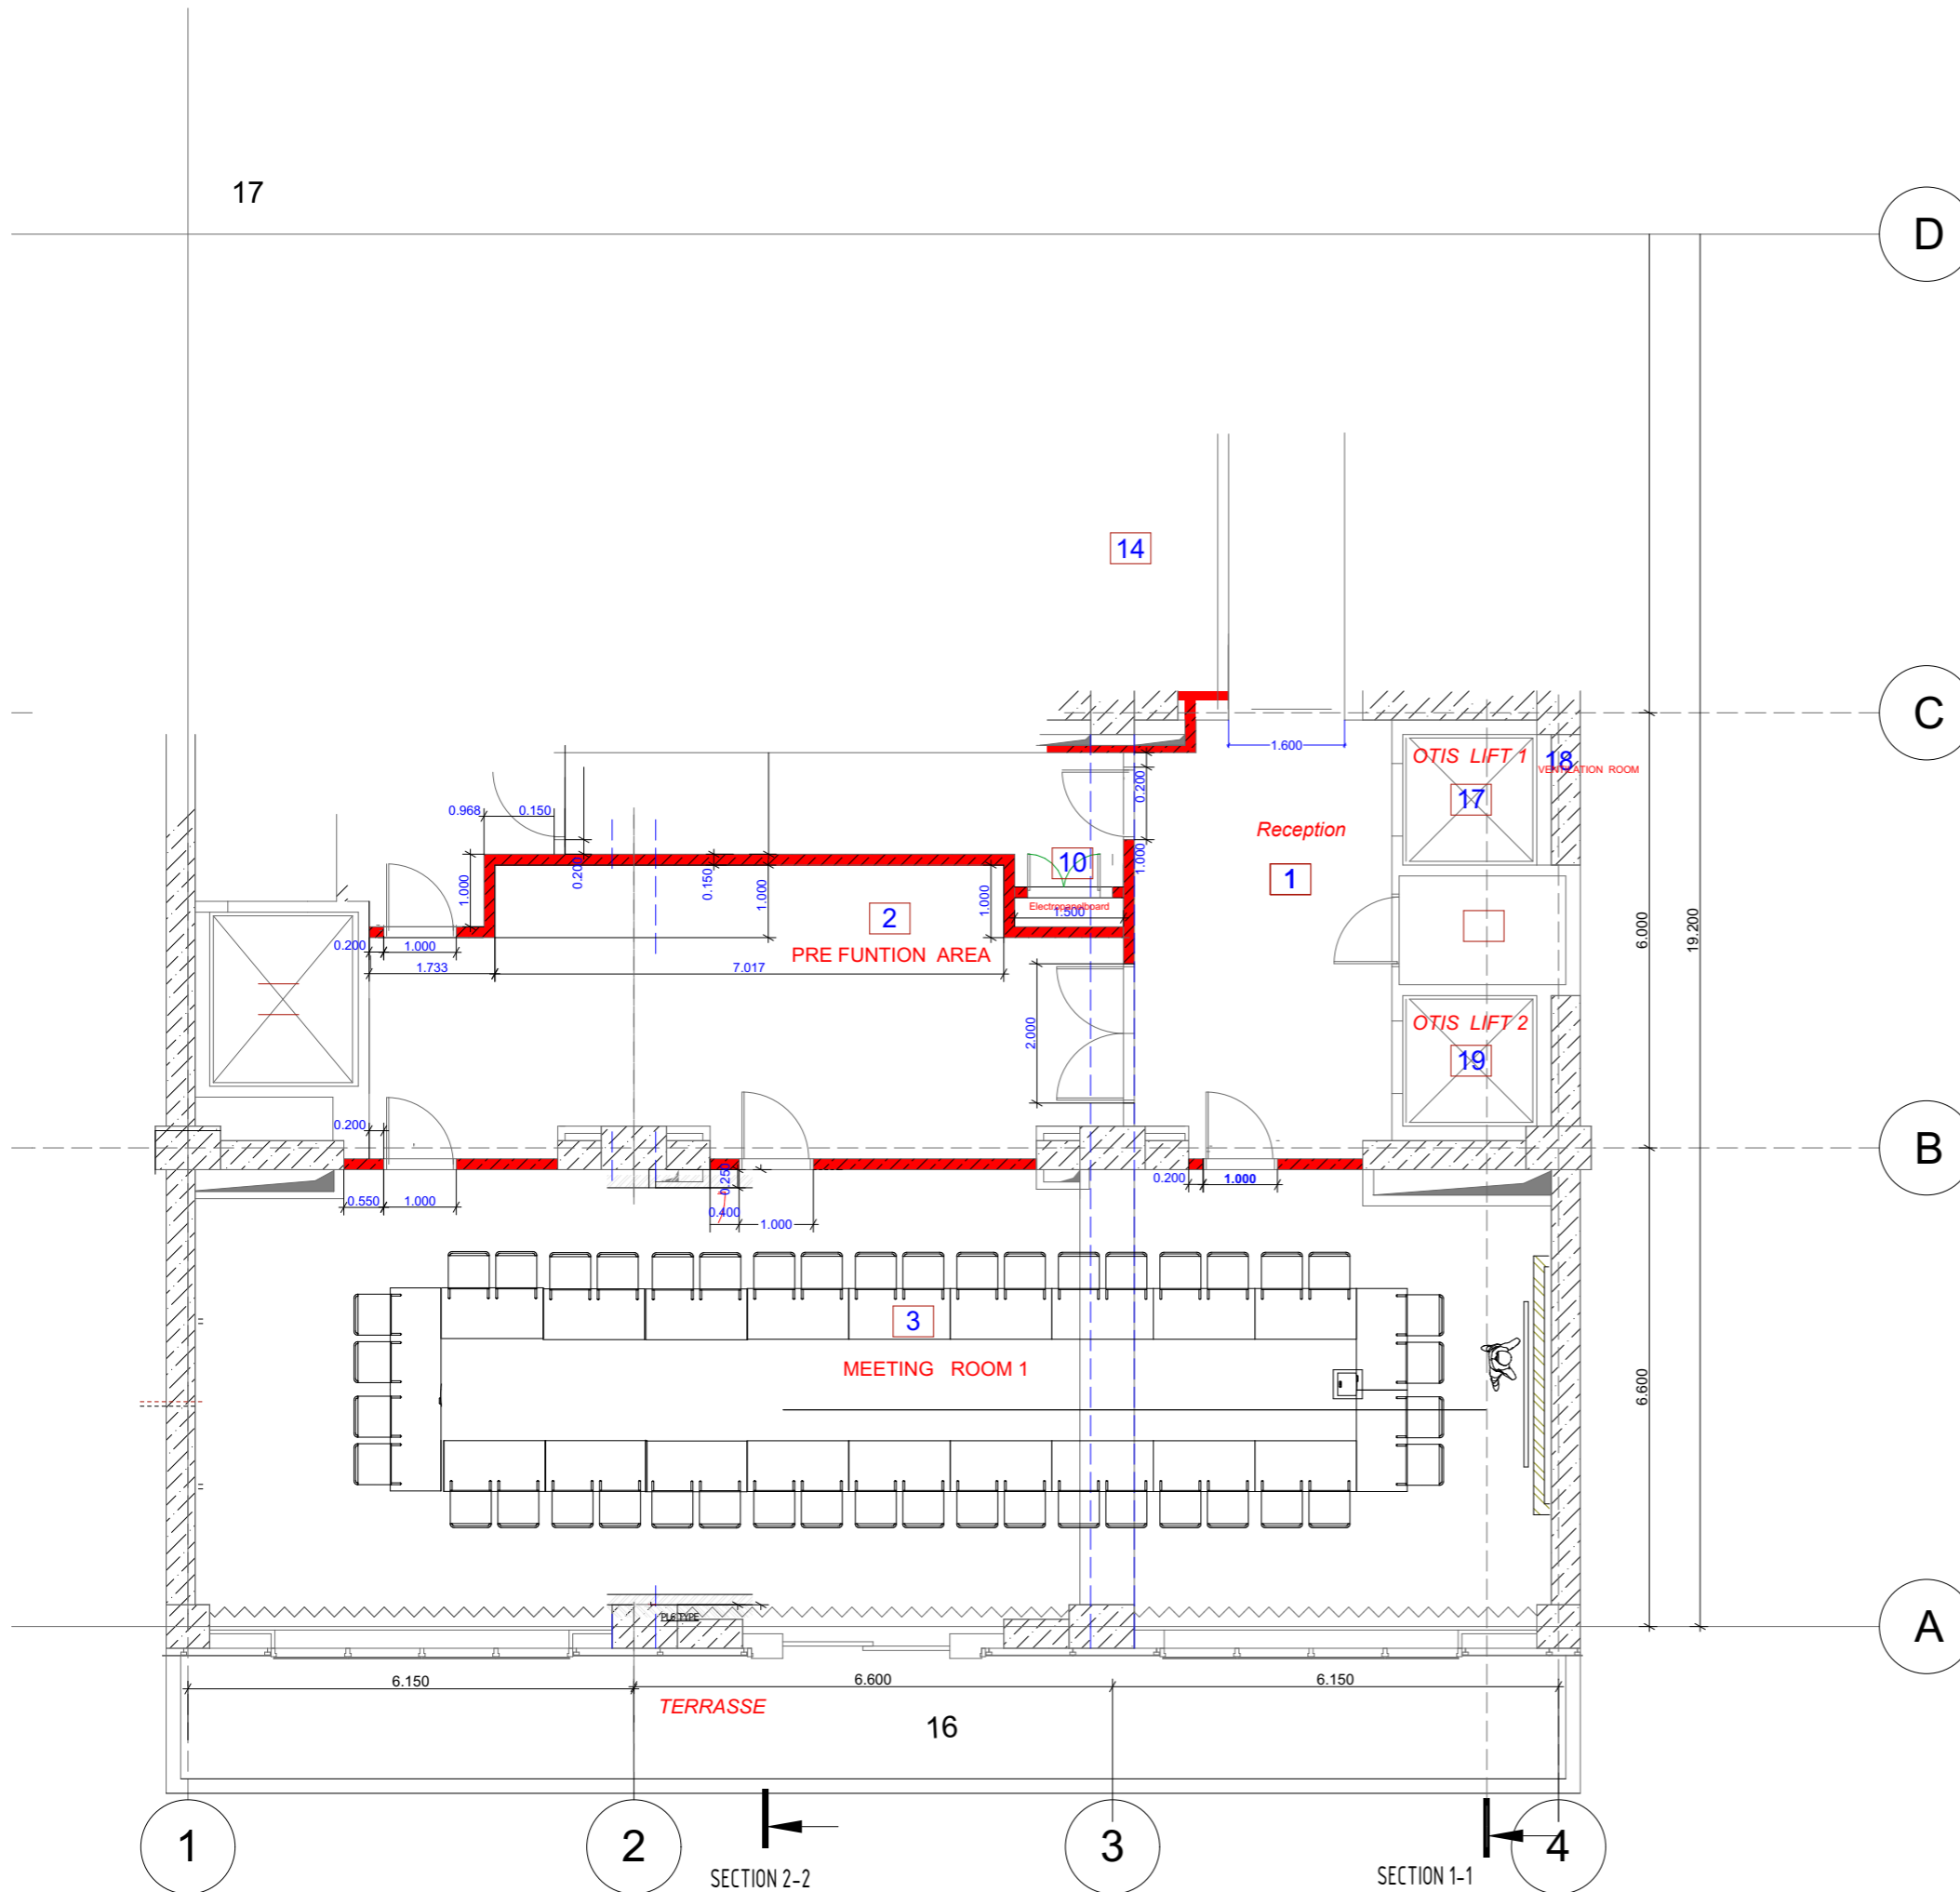 17
D
14
C
1.600
OTIS LIFT 1
18
VENTILATION ROOM
17
0.200
0.968
0.150
Reception
10
1.000
1
0.200
0.150
1.000
1.000
1.000
Electropanelboard
1.500
2
PRE FUNTION AREA
0.200
1.000
1.733
7.017
6.000
19.200
2.000
OTIS LIFT 2
19
0.200
B
0.250
0.550
1.000
0.400
1.000
0.200
1.000
3
MEETING ROOM 1
6.600
PL6 TYPE
A
6.150
6.600
6.150
TERRASSE
16
1
2
3
4
SECTION 2-2
SECTION 1-1